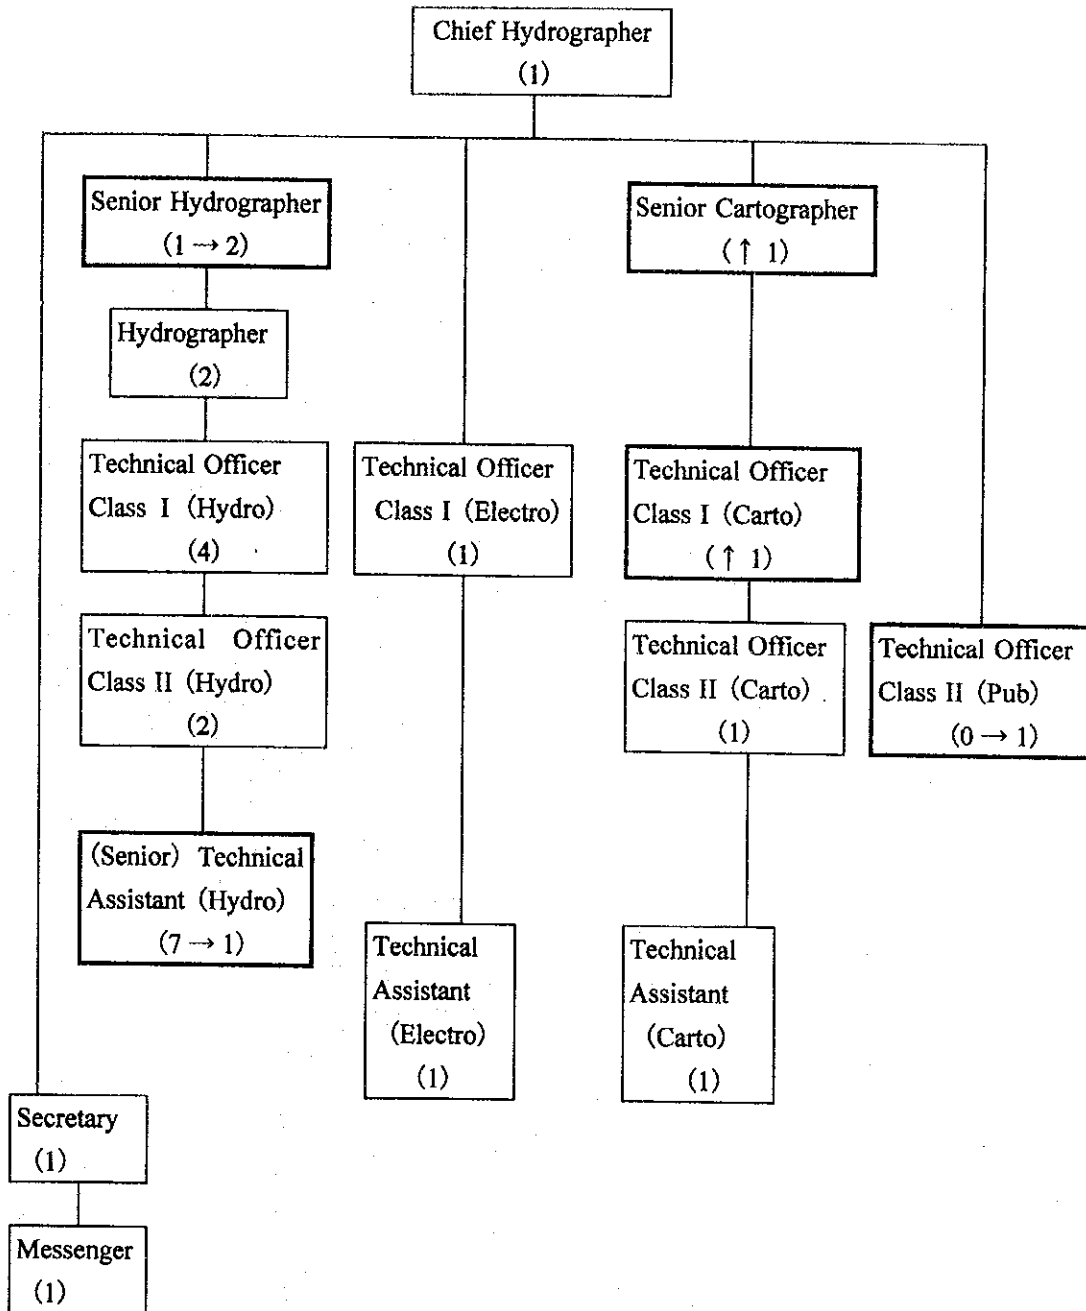 Chief Hydrographer
(1)
Senior Hydrographer
(1 → 2)
Hydrographer
(2)
Technical Officer
Class I (Hydro)
(4)
Technical Officer
Class II (Hydro)
(2)
(Senior) Technical
Assistant (Hydro)
(7 → 1)
Technical Officer
Class I (Electro)
(1)
Technical
Assistant
(Electro)
(1)
Senior Cartographer
(↑ 1)
Technical Officer
Class I (Carto)
(↑ 1)
Technical Officer
Class II (Carto)
(1)
Technical
Assistant
(Carto)
(1)
Technical Officer
Class II (Pub)
(0 → 1)
Secretary
(1)
Messenger
(1)